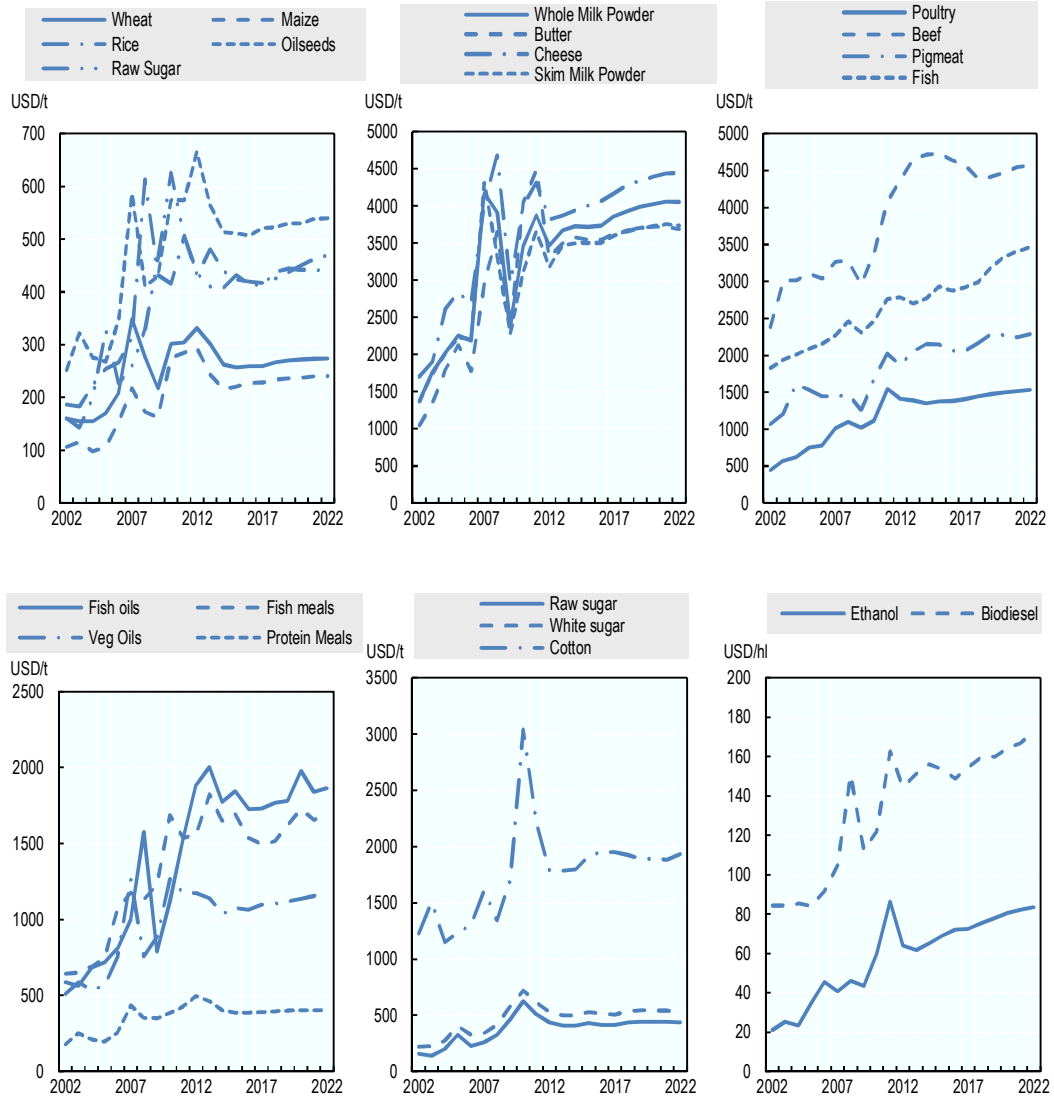 Wheat Maize
Rice Oilseeds
Raw Sugar
USD/t
700
600
500
400
300
200
100
0
2002 2007 2012 2017 2022
Whole Milk Powder
Butter
Cheese
Skim Milk Powder
USD/t
5000
4500
4000
3500
3000
2500
2000
1500
1000
500
0
2002 2007 2012 2017 2022
Poultry
Beef
Pigmeat
Fish
USD/t
5000
4500
4000
3500
3000
2500
2000
1500
1000
500
0
2002 2007 2012 2017 2022
Fish oils Fish meals
Veg Oils Protein Meals
USD/t
2500
2000
1500
1000
500
0
2002 2007 2012 2017 2022
Raw sugar
White sugar
Cotton
USD/t
3500
3000
2500
2000
1500
1000
500
0
2002 2007 2012 2017 2022
Ethanol Biodiesel
USD/hl
200
180
160
140
120
100
80
60
40
20
0
2002 2007 2012 2017 2022